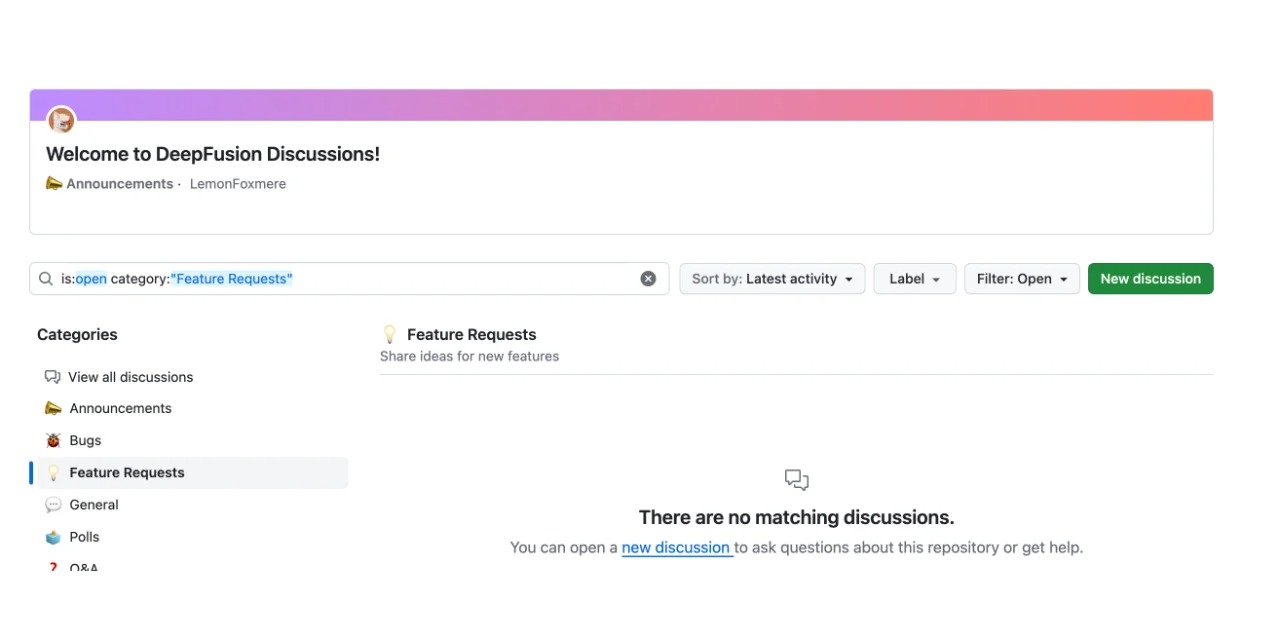 Welcome to DeepFusion Discussions!
Announcements · LemonFoxmere
is:open category:"Feature Requests"
Sort by: Latest activity
Label
Filter: Open
New discussion
Categories
View all discussions
Announcements
Bugs
Feature Requests
General
Polls
Q&A
Feature Requests
Share ideas for new features
There are no matching discussions.
You can open a new discussion to ask questions about this repository or get help.